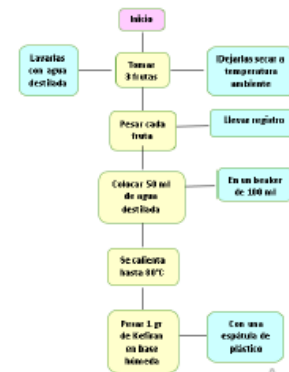 Inicio
Lavarlas
con agua
destilada
Tomar
3 frutas
Dejarlas secar a
temperatura
ambiente
Pesar cada
fruta
Llevar registro
Colocar 50 ml
de agua
destilada
En un beaker
de 100 ml
Se calienta
hasta 80°C
Pesar 1 gr
de Kefiran
en base
húmeda
Con una
espátula de
plástico